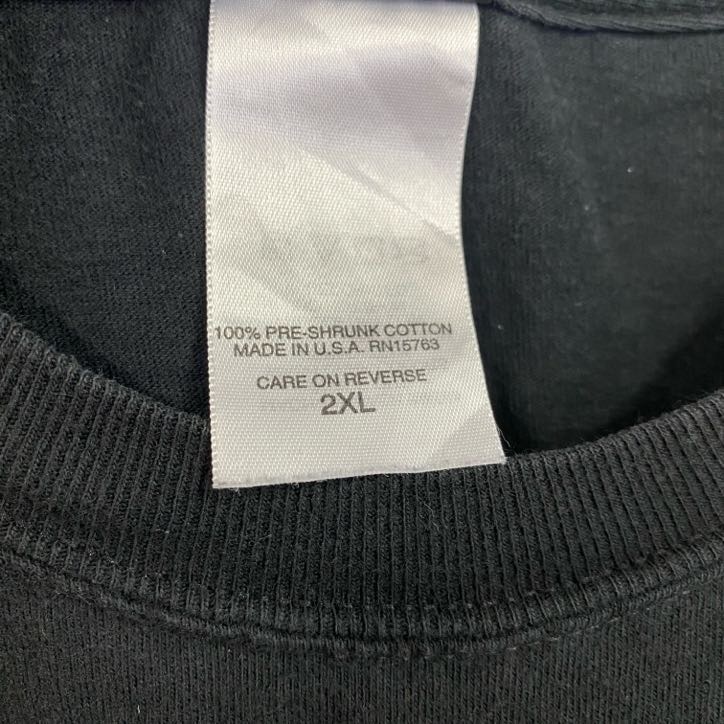 100% PRE-SHRUNK COTTON
MADE IN U.S.A. RN15763
CARE ON REVERSE
2XL